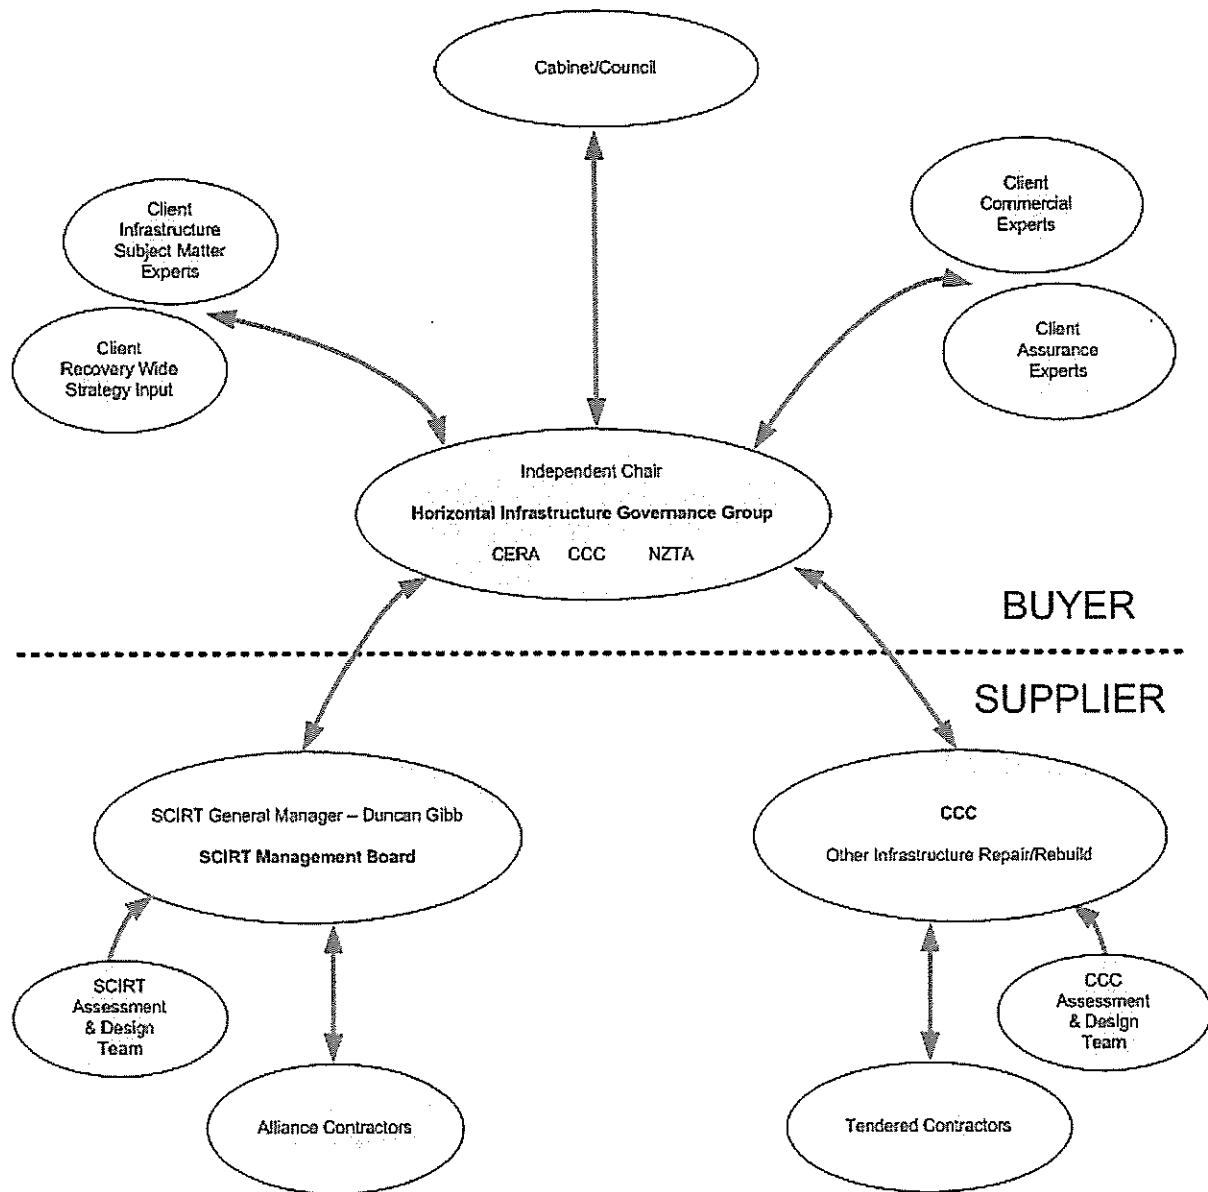 Cabinet/Council
Client
Commercial
Experts
Client
Infrastructure
Subject Matter
Experts
Client
Assurance
Experts
Client
Recovery Wide
Strategy Input
Independent Chair
Horizontal Infrastructure Governance Group
CERA CCC NZTA
BUYER
SUPPLIER
SCIRT General Manager – Duncan Gibb
SCIRT Management Board
CCC
Other Infrastructure Repair/Rebuild
SCIRT
Assessment
& Design
Team
CCC
Assessment
& Design
Team
Alliance Contractors
Tendered Contractors